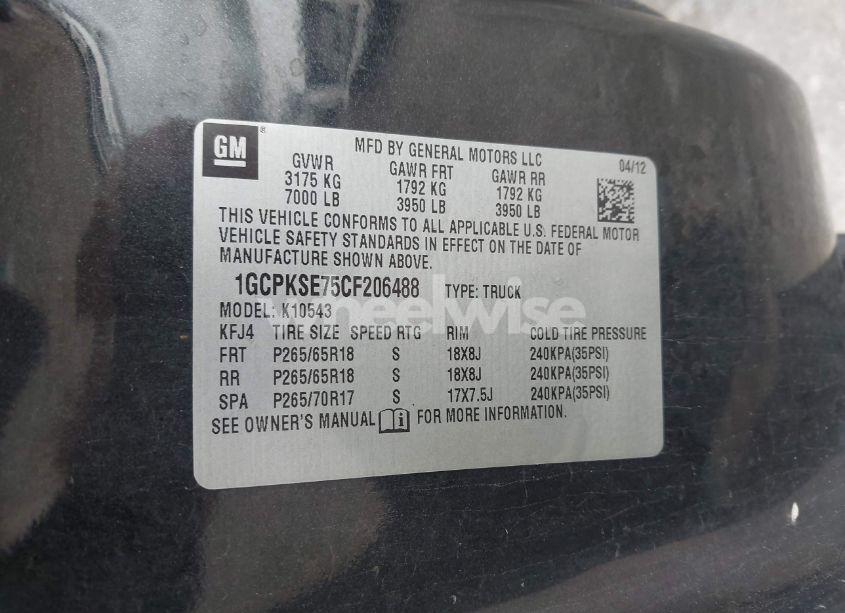 GM
®
MFD BY GENERAL MOTORS LLC
04/12
GVWR GAWR FRT GAWR RR
3175 KG 1792 KG 1792 KG
7000 LB 3950 LB 3950 LB
THIS VEHICLE CONFORMS TO ALL APPLICABLE U.S. FEDERAL MOTOR
VEHICLE SAFETY STANDARDS IN EFFECT ON THE DATE OF
MANUFACTURE SHOWN ABOVE.
1GCPKSE75CF206488 TYPE: TRUCK
MODEL: K10543
wheelwise
KFJ4 TIRE SIZE SPEED RTG RIM COLD TIRE PRESSURE
FRT P265/65R18 S 18X8J 240KPA(35PSI)
RR P265/65R18 S 18X8J 240KPA(35PSI)
SPA P265/70R17 S 17X7.5J 240KPA(35PSI)
SEE OWNER'S MANUAL FOR MORE INFORMATION.